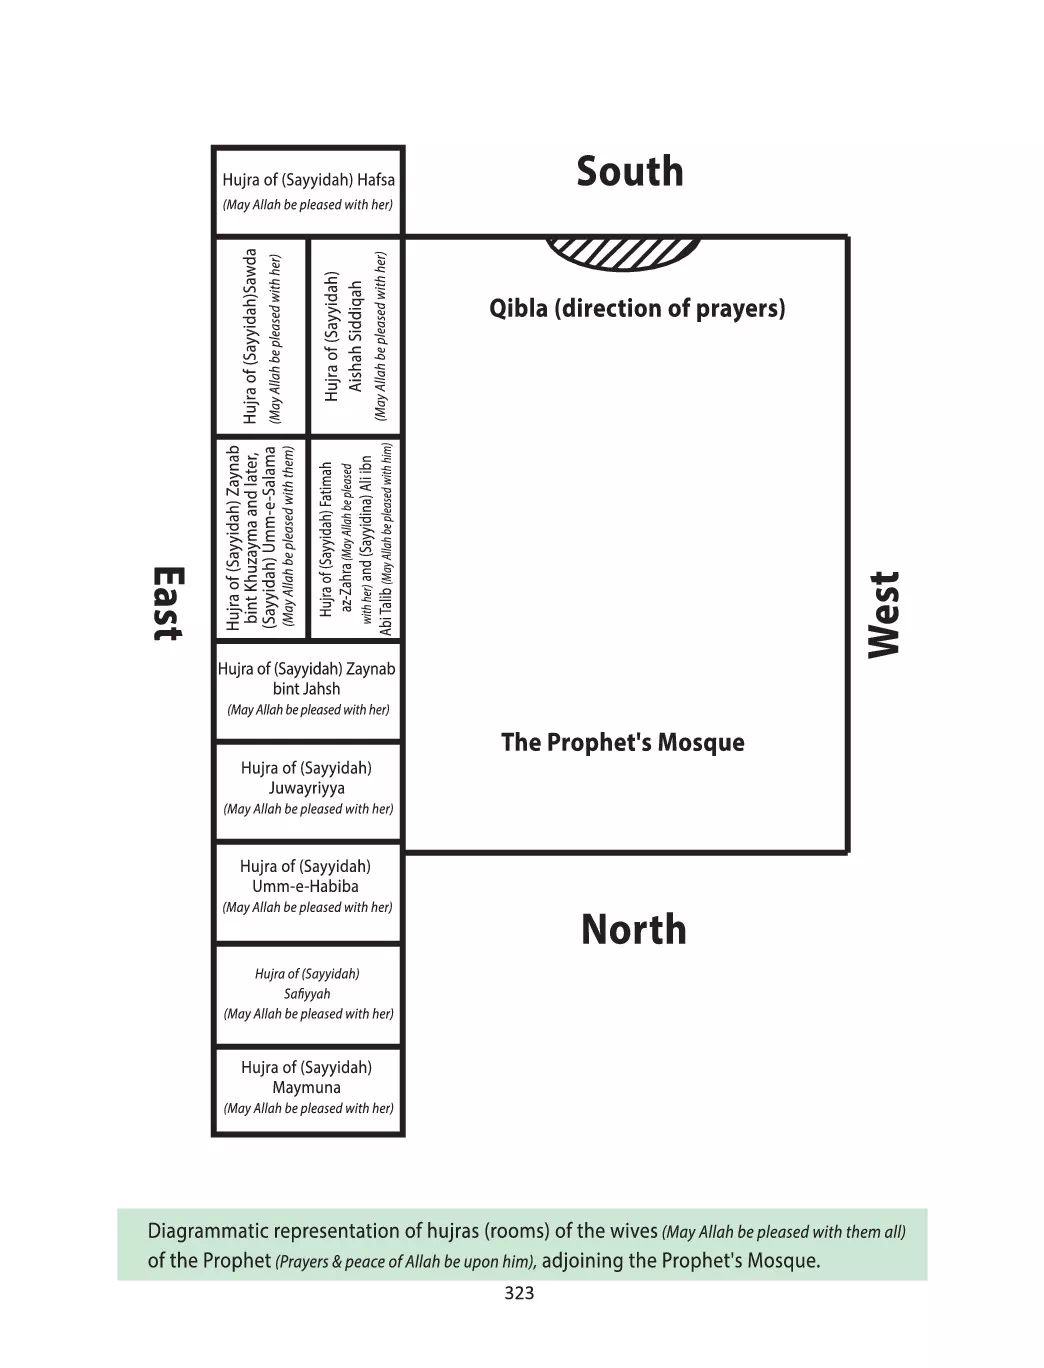 South
Hujra of (Sayyidah) Hafsa
(May Allah be pleased with her)
Hujra of (Sayyidah)Sawda
(May Allah be pleased with her)
Hujra of (Sayyidah)
Aishah Siddiqah
(May Allah be pleased with her)
Qibla (direction of prayers)
Hujra of (Sayyidah) Zaynab
bint Khuzayma and later,
(Sayyidah) Umm-e-Salama
(May Allah be pleased with them)
Hujra of (Sayyidah) Fatimah
az-Zahra (May Allah be pleased
with her) and (Sayyidina) Ali ibn
Abi Talib (May Allah be pleased with him)
East
West
Hujra of (Sayyidah) Zaynab
bint Jahsh
(May Allah be pleased with her)
The Prophet's Mosque
Hujra of (Sayyidah)
Juwayriyya
(May Allah be pleased with her)
Hujra of (Sayyidah)
Umm-e-Habiba
(May Allah be pleased with her)
North
Hujra of (Sayyidah)
Safiyyah
(May Allah be pleased with her)
Hujra of (Sayyidah)
Maymuna
(May Allah be pleased with her)
Diagrammatic representation of hujras (rooms) of the wives (May Allah be pleased with them all)
of the Prophet (Prayers & peace of Allah be upon him), adjoining the Prophet's Mosque.
323